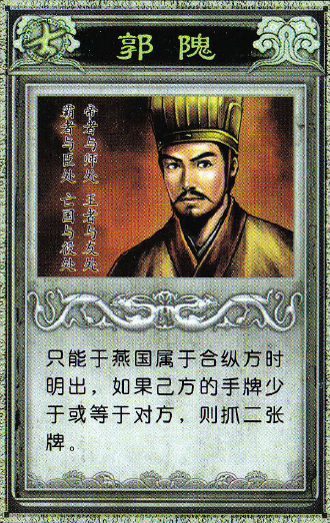 七
郭隗
帝者与师处 王者与友处
霸者与臣处 亡国与役处
只能于燕国属于合纵方时
明出，如果己方的手牌少
于或等于对方，则抓二张
牌。